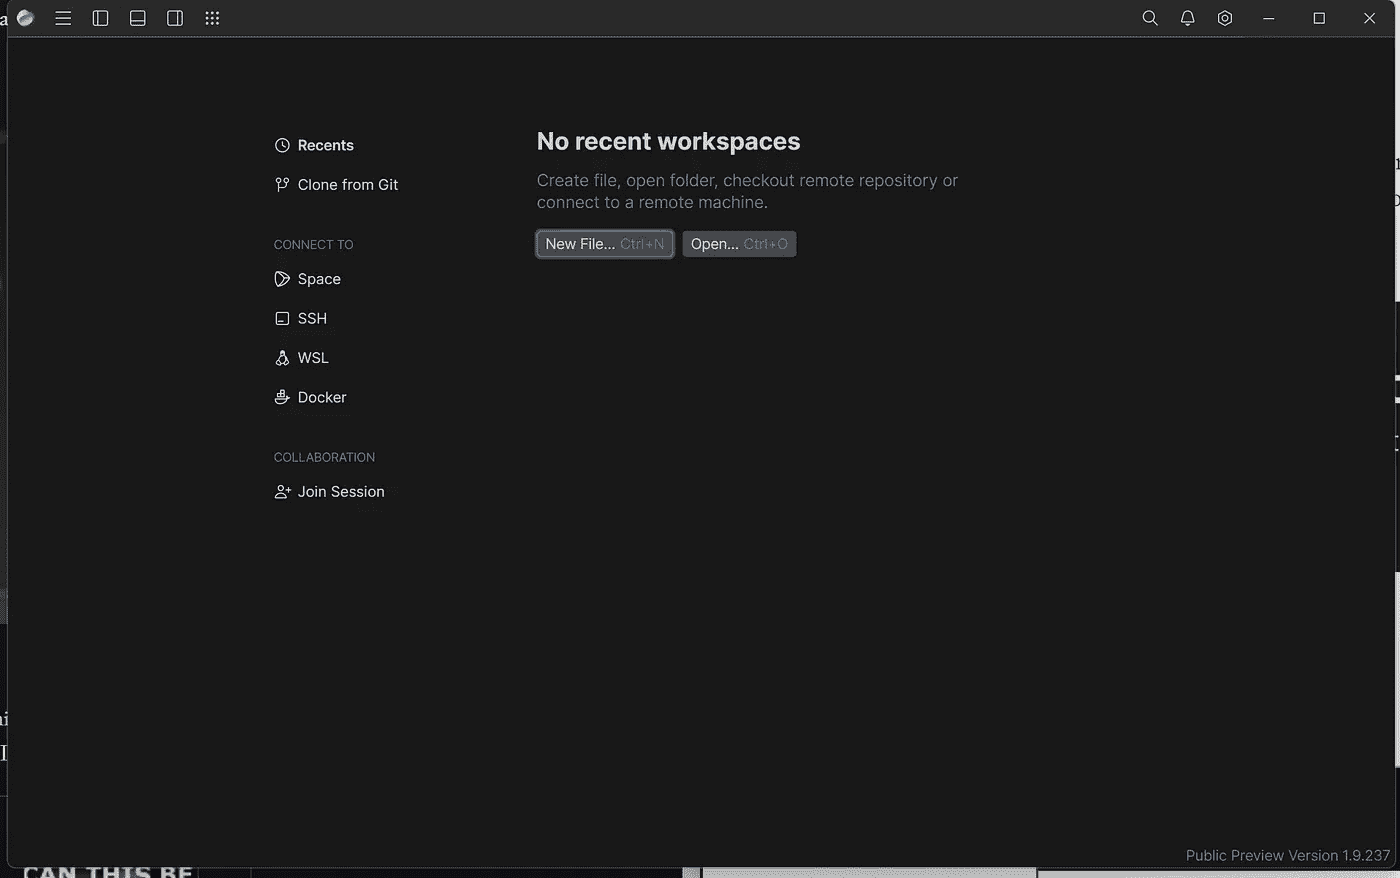 Recents
Clone from Git
CONNECT TO
Space
SSH
WSL
Docker
COLLABORATION
Join Session
No recent workspaces
Create file, open folder, checkout remote repository or
connect to a remote machine.
New File... Ctrl+N
Open... Ctrl+O
Public Preview Version 1.9.237
CAN THIS BE